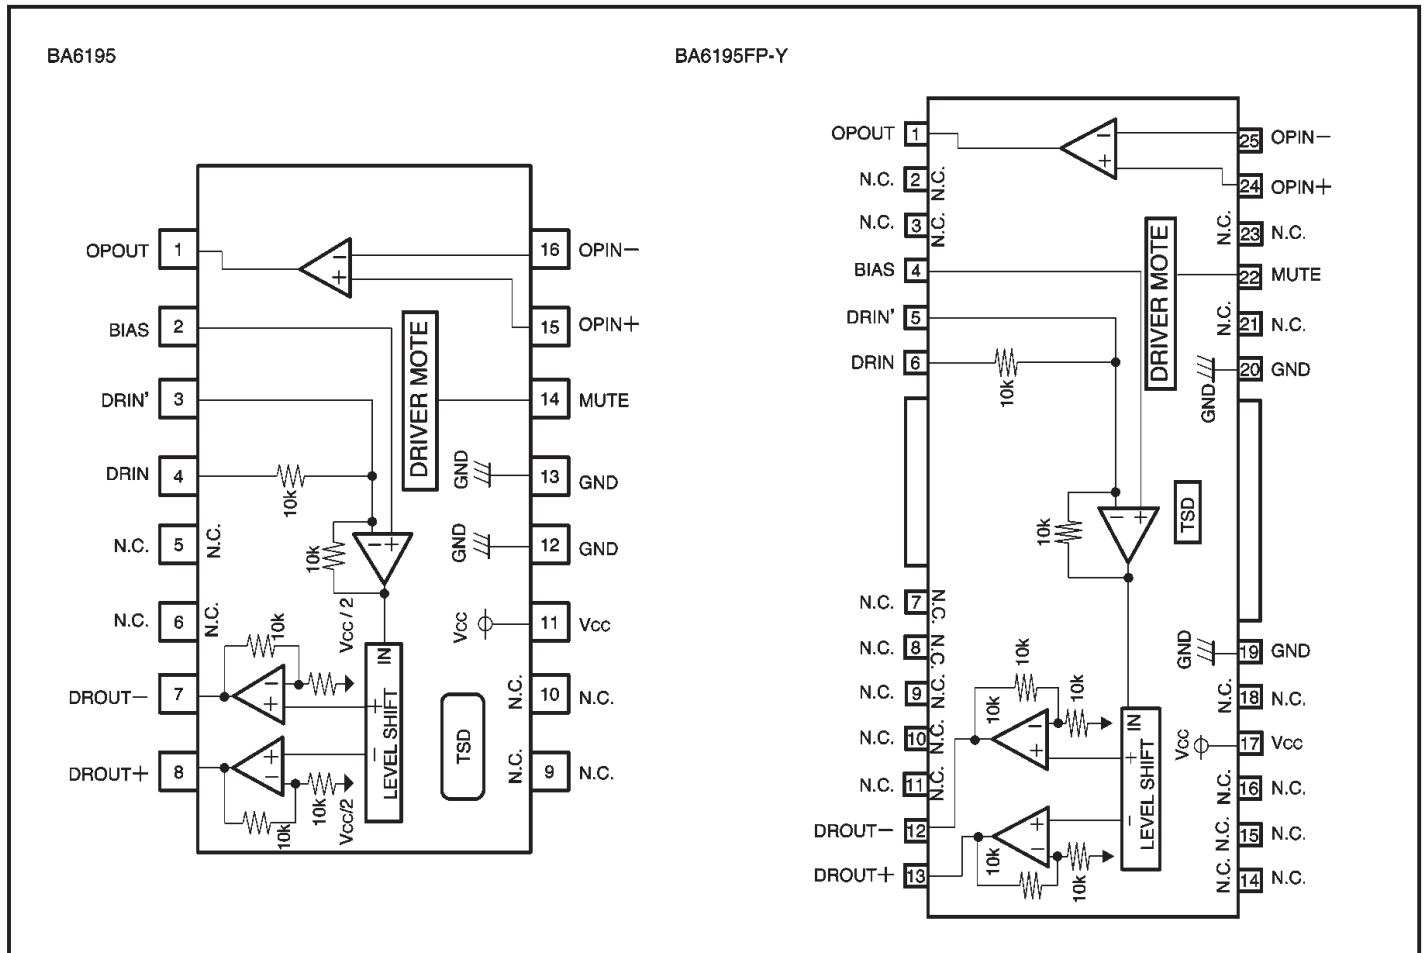 BA6195
OPOUT 1
BIAS 2
DRIN' 3
DRIN 4
N.C. 5 N.C.
N.C. 6 N.C.
DROUT− 7
DROUT+ 8
16 OPIN−
15 OPIN+
14 MUTE
GND 13 GND
GND 12 GND
Vcc 11 Vcc
N.C. 10 N.C.
N.C. 9 N.C.
− +
DRIVER MOTE
10k
10k
− +
Vcc / 2
10k
− +
IN
+ −
LEVEL SHIFT
+ −
10k
10k
Vcc/2
TSD
BA6195FP-Y
OPOUT 1
N.C. 2 N.C.
N.C. 3 N.C.
BIAS 4
DRIN' 5
DRIN 6
N.C. 7 N.C.
N.C. 8 N.C.
N.C. 9 N.C.
N.C. 10 N.C.
N.C. 11 N.C.
DROUT− 12
DROUT+ 13
25 OPIN−
24 OPIN+
N.C. 23 N.C.
22 MUTE
N.C. 21 N.C.
GND 20 GND
GND 19 GND
N.C. 18 N.C.
Vcc 17 Vcc
N.C. 16 N.C.
N.C. 15 N.C.
N.C. 14 N.C.
− +
DRIVER MOTE
10k
10k
− +
TSD
10k
10k
10k
− +
IN
+ −
LEVEL SHIFT
+ −
10k
10k